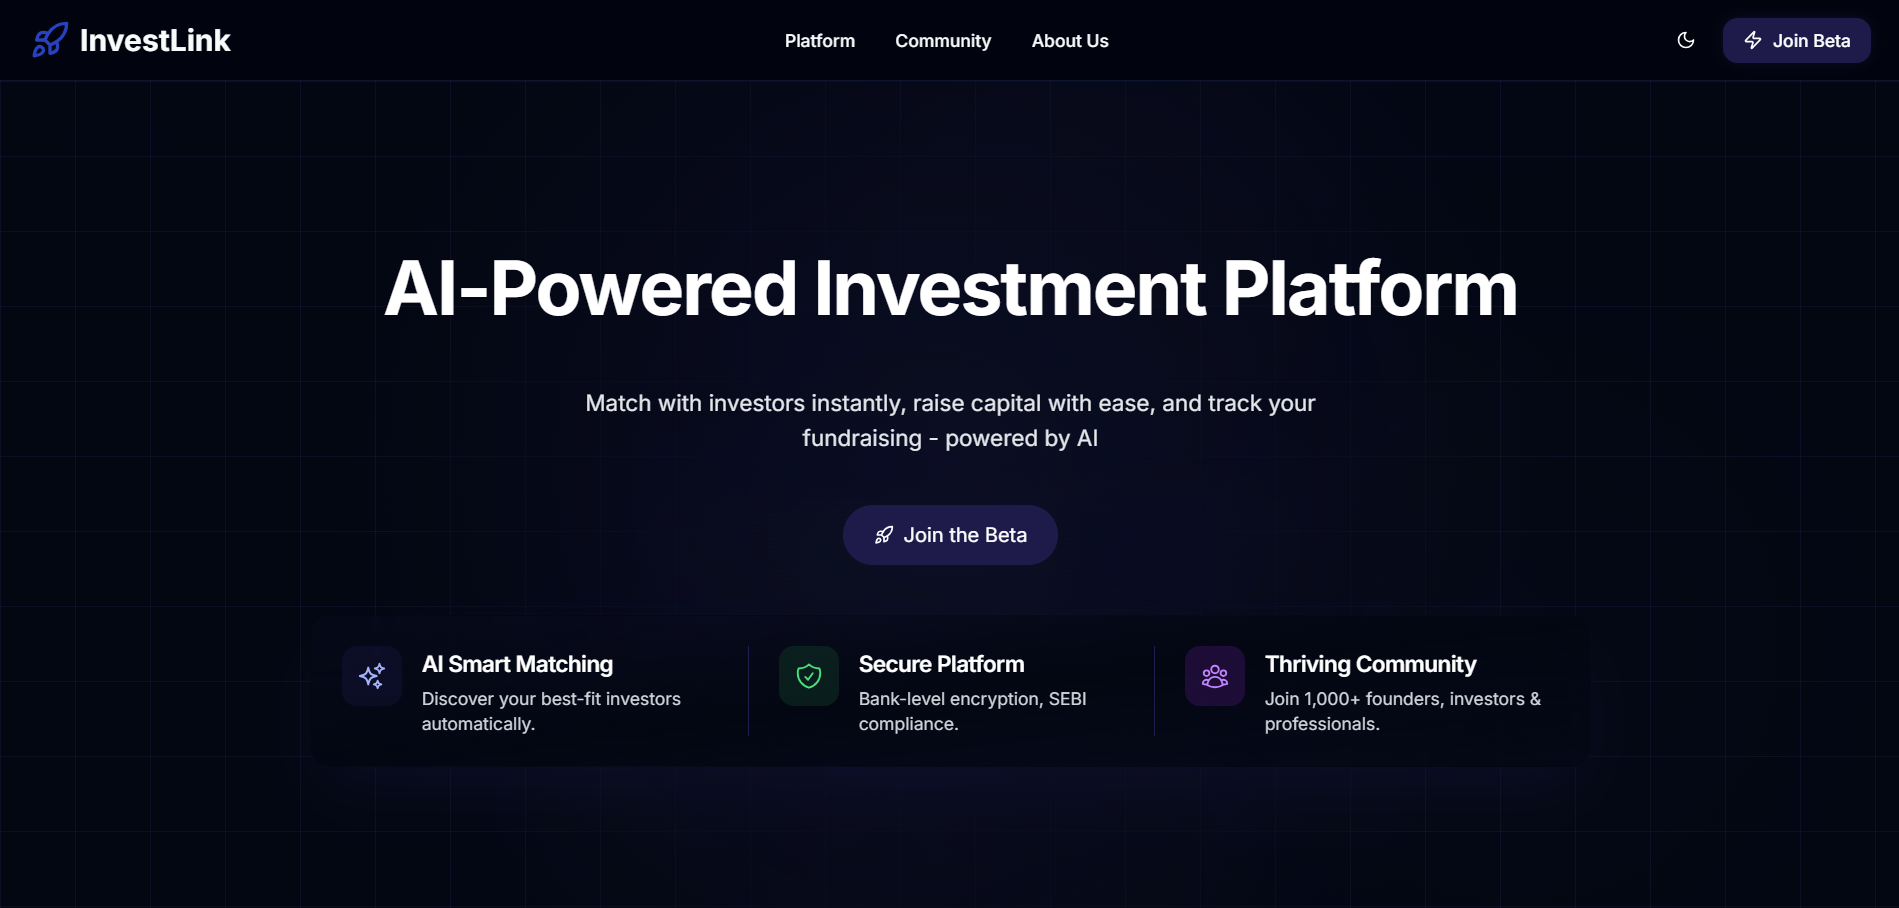 InvestLink
Platform
Community
About Us
Join Beta
AI-Powered Investment Platform
Match with investors instantly, raise capital with ease, and track your
fundraising - powered by AI
Join the Beta
AI Smart Matching
Discover your best-fit investors
automatically.
Secure Platform
Bank-level encryption, SEBI
compliance.
Thriving Community
Join 1,000+ founders, investors &
professionals.